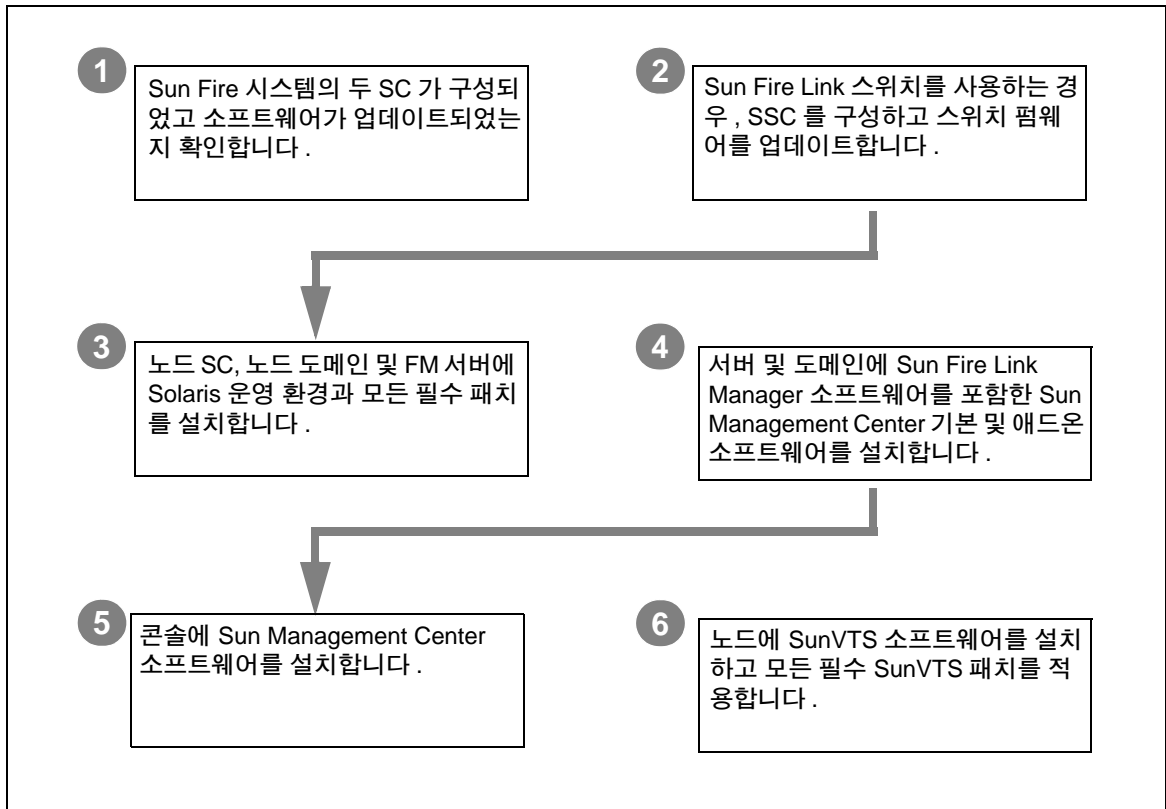 1
Sun Fire 시스템의 두 SC 가 구성되
었고 소프트웨어가 업데이트되었는
지 확인합니다 .
2
Sun Fire Link 스위치를 사용하는 경
우 , SSC 를 구성하고 스위치 펌웨
어를 업데이트합니다 .
3
노드 SC, 노드 도메인 및 FM 서버에
Solaris 운영 환경과 모든 필수 패치
를 설치합니다 .
4
서버 및 도메인에 Sun Fire Link
Manager 소프트웨어를 포함한 Sun
Management Center 기본 및 애드온
소프트웨어를 설치합니다 .
5
콘솔에 Sun Management Center
소프트웨어를 설치합니다 .
6
노드에 SunVTS 소프트웨어를 설치
하고 모든 필수 SunVTS 패치를 적
용합니다 .